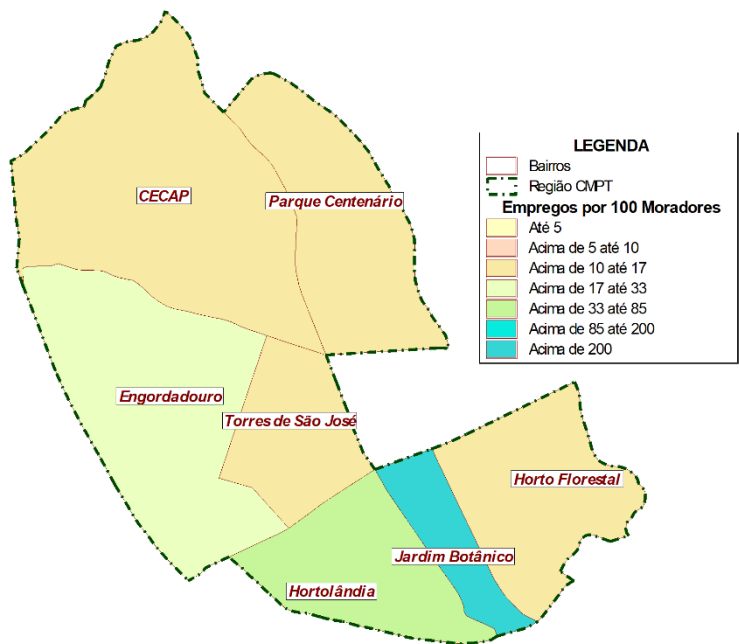 CECAP
Parque Centenário
Engordadouro
Torres de São José
Horto Florestal
Jardim Botânico
Hortolândia
LEGENDA
Bairros
Região CMPT
Empregos por 100 Moradores
Até 5
Acima de 5 até 10
Acima de 10 até 17
Acima de 17 até 33
Acima de 33 até 85
Acima de 85 até 200
Acima de 200